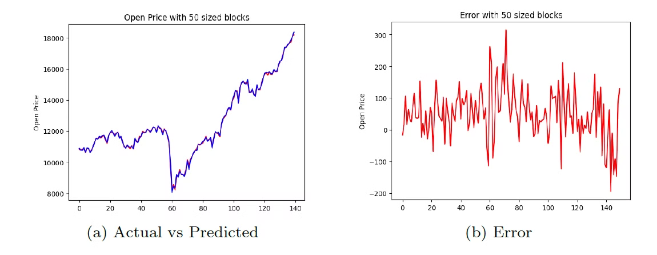 Open Price with 50 sized blocks
Open Price
18000
16000
14000
12000
10000
8000
0 20 40 60 80 100 120 140
(a) Actual vs Predicted
Error with 50 sized blocks
Open Price
300
200
100
0
−100
−200
0 20 40 60 80 100 120 140
(b) Error